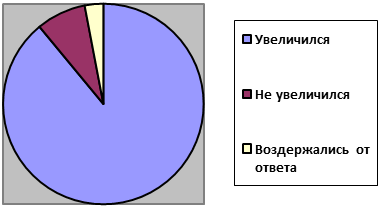 Увеличился
Не увеличился
Воздержались от
ответа